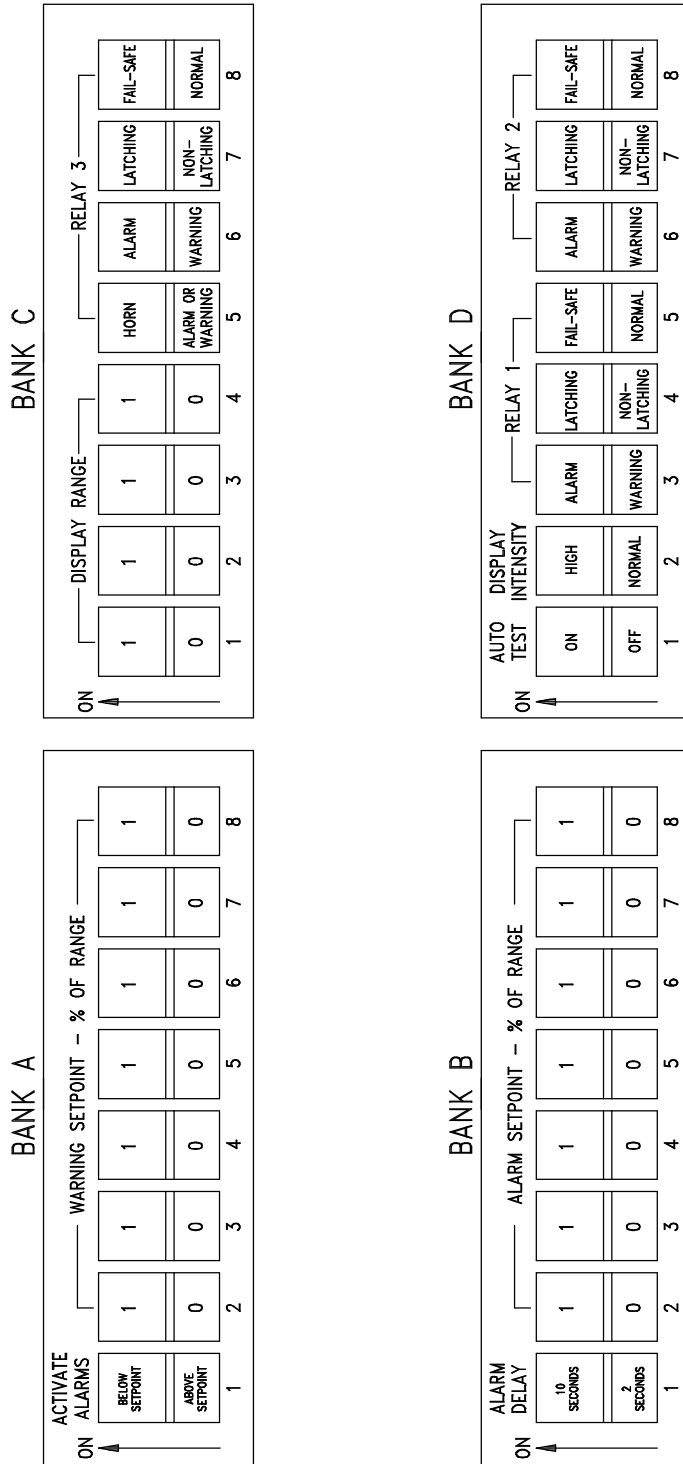 BANK A
ON
ACTIVATE
ALARMS
WARNING SETPOINT – % OF RANGE
BELOW
SETPOINT
1 1 1 1 1 1 1
ABOVE
SETPOINT
0 0 0 0 0 0 0
1 2 3 4 5 6 7 8
BANK C
ON
DISPLAY RANGE
RELAY 3
1 1 1 1 HORN ALARM LATCHING FAIL–SAFE
0 0 0 0 ALARM OR
WARNING
WARNING
NON–
LATCHING
NORMAL
1 2 3 4 5 6 7 8
BANK B
ON
ALARM
DELAY
ALARM SETPOINT – % OF RANGE
10
SECONDS
1 1 1 1 1 1 1
2
SECONDS
0 0 0 0 0 0 0
1 2 3 4 5 6 7 8
BANK D
ON
AUTO
TEST
DISPLAY
INTENSITY
RELAY 1
RELAY 2
ON HIGH ALARM LATCHING FAIL–SAFE ALARM LATCHING FAIL–SAFE
OFF NORMAL WARNING
NON–
LATCHING
NORMAL WARNING
NON–
LATCHING
NORMAL
1 2 3 4 5 6 7 8